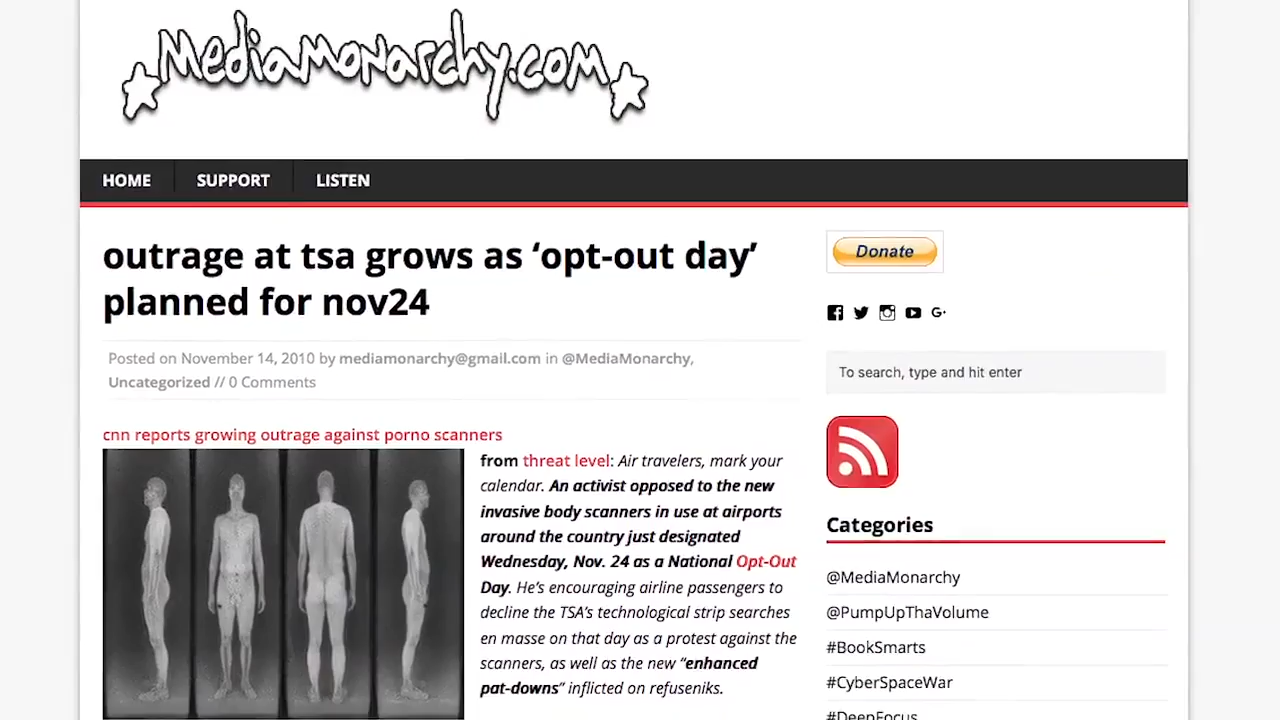 Mediamonarchy.com
HOME
SUPPORT
LISTEN
outrage at tsa grows as ‘opt-out day’
planned for nov24
Posted on November 14, 2010 by mediamonarchy@gmail.com in @MediaMonarchy,
Uncategorized // 0 Comments
cnn reports growing outrage against porno scanners
from threat level: Air travelers, mark your
calendar. An activist opposed to the new
invasive body scanners in use at airports
around the country just designated
Wednesday, Nov. 24 as a National Opt-Out
Day. He’s encouraging airline passengers to
decline the TSA’s technological strip searches
en masse on that day as a protest against the
scanners, as well as the new “enhanced
pat-downs” inflicted on refuseniks.
Donate
G+
To search, type and hit enter
Categories
@MediaMonarchy
@PumpUpThaVolume
#BookSmarts
#CyberSpaceWar
#DeepFocus